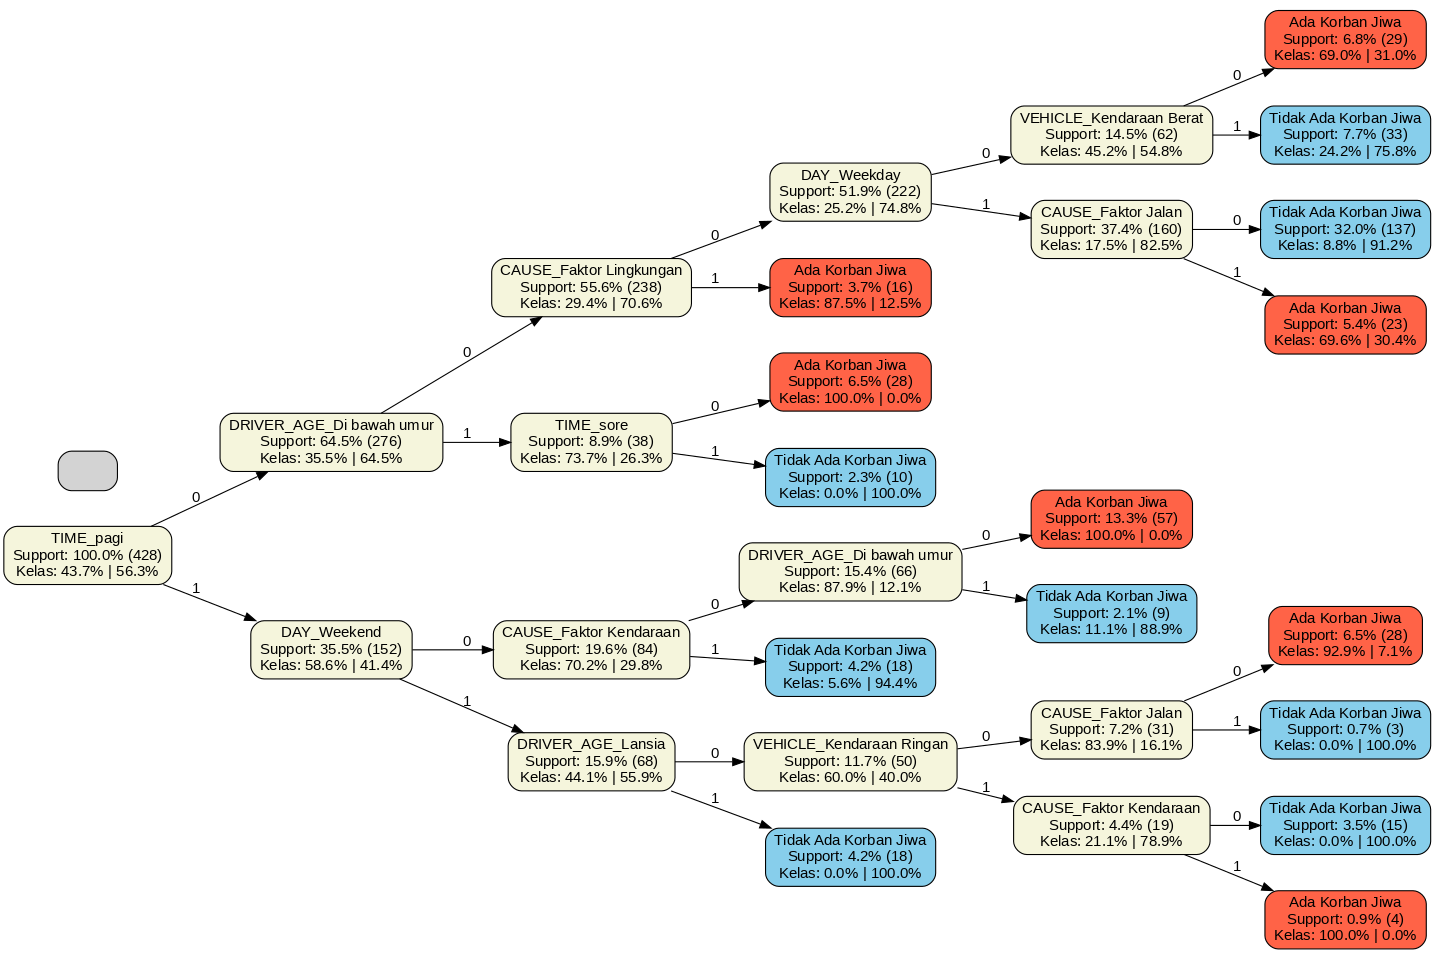 TIME_pagi
Support: 100.0% (428)
Kelas: 43.7% | 56.3%
0
1
DRIVER_AGE_Di bawah umur
Support: 64.5% (276)
Kelas: 35.5% | 64.5%
0
1
CAUSE_Faktor Lingkungan
Support: 55.6% (238)
Kelas: 29.4% | 70.6%
0
1
DAY_Weekday
Support: 51.9% (222)
Kelas: 25.2% | 74.8%
0
1
VEHICLE_Kendaraan Berat
Support: 14.5% (62)
Kelas: 45.2% | 54.8%
0
1
Ada Korban Jiwa
Support: 6.8% (29)
Kelas: 69.0% | 31.0%
Tidak Ada Korban Jiwa
Support: 7.7% (33)
Kelas: 24.2% | 75.8%
CAUSE_Faktor Jalan
Support: 37.4% (160)
Kelas: 17.5% | 82.5%
0
1
Tidak Ada Korban Jiwa
Support: 32.0% (137)
Kelas: 8.8% | 91.2%
Ada Korban Jiwa
Support: 5.4% (23)
Kelas: 69.6% | 30.4%
Ada Korban Jiwa
Support: 3.7% (16)
Kelas: 87.5% | 12.5%
TIME_sore
Support: 8.9% (38)
Kelas: 73.7% | 26.3%
0
1
Ada Korban Jiwa
Support: 6.5% (28)
Kelas: 100.0% | 0.0%
Tidak Ada Korban Jiwa
Support: 2.3% (10)
Kelas: 0.0% | 100.0%
DAY_Weekend
Support: 35.5% (152)
Kelas: 58.6% | 41.4%
0
1
CAUSE_Faktor Kendaraan
Support: 19.6% (84)
Kelas: 70.2% | 29.8%
0
1
DRIVER_AGE_Di bawah umur
Support: 15.4% (66)
Kelas: 87.9% | 12.1%
0
1
Ada Korban Jiwa
Support: 13.3% (57)
Kelas: 100.0% | 0.0%
Tidak Ada Korban Jiwa
Support: 2.1% (9)
Kelas: 11.1% | 88.9%
Tidak Ada Korban Jiwa
Support: 4.2% (18)
Kelas: 5.6% | 94.4%
DRIVER_AGE_Lansia
Support: 15.9% (68)
Kelas: 44.1% | 55.9%
0
1
VEHICLE_Kendaraan Ringan
Support: 11.7% (50)
Kelas: 60.0% | 40.0%
0
1
CAUSE_Faktor Jalan
Support: 7.2% (31)
Kelas: 83.9% | 16.1%
0
1
Ada Korban Jiwa
Support: 6.5% (28)
Kelas: 92.9% | 7.1%
Tidak Ada Korban Jiwa
Support: 0.7% (3)
Kelas: 0.0% | 100.0%
CAUSE_Faktor Kendaraan
Support: 4.4% (19)
Kelas: 21.1% | 78.9%
0
1
Tidak Ada Korban Jiwa
Support: 3.5% (15)
Kelas: 0.0% | 100.0%
Ada Korban Jiwa
Support: 0.9% (4)
Kelas: 100.0% | 0.0%
Tidak Ada Korban Jiwa
Support: 4.2% (18)
Kelas: 0.0% | 100.0%